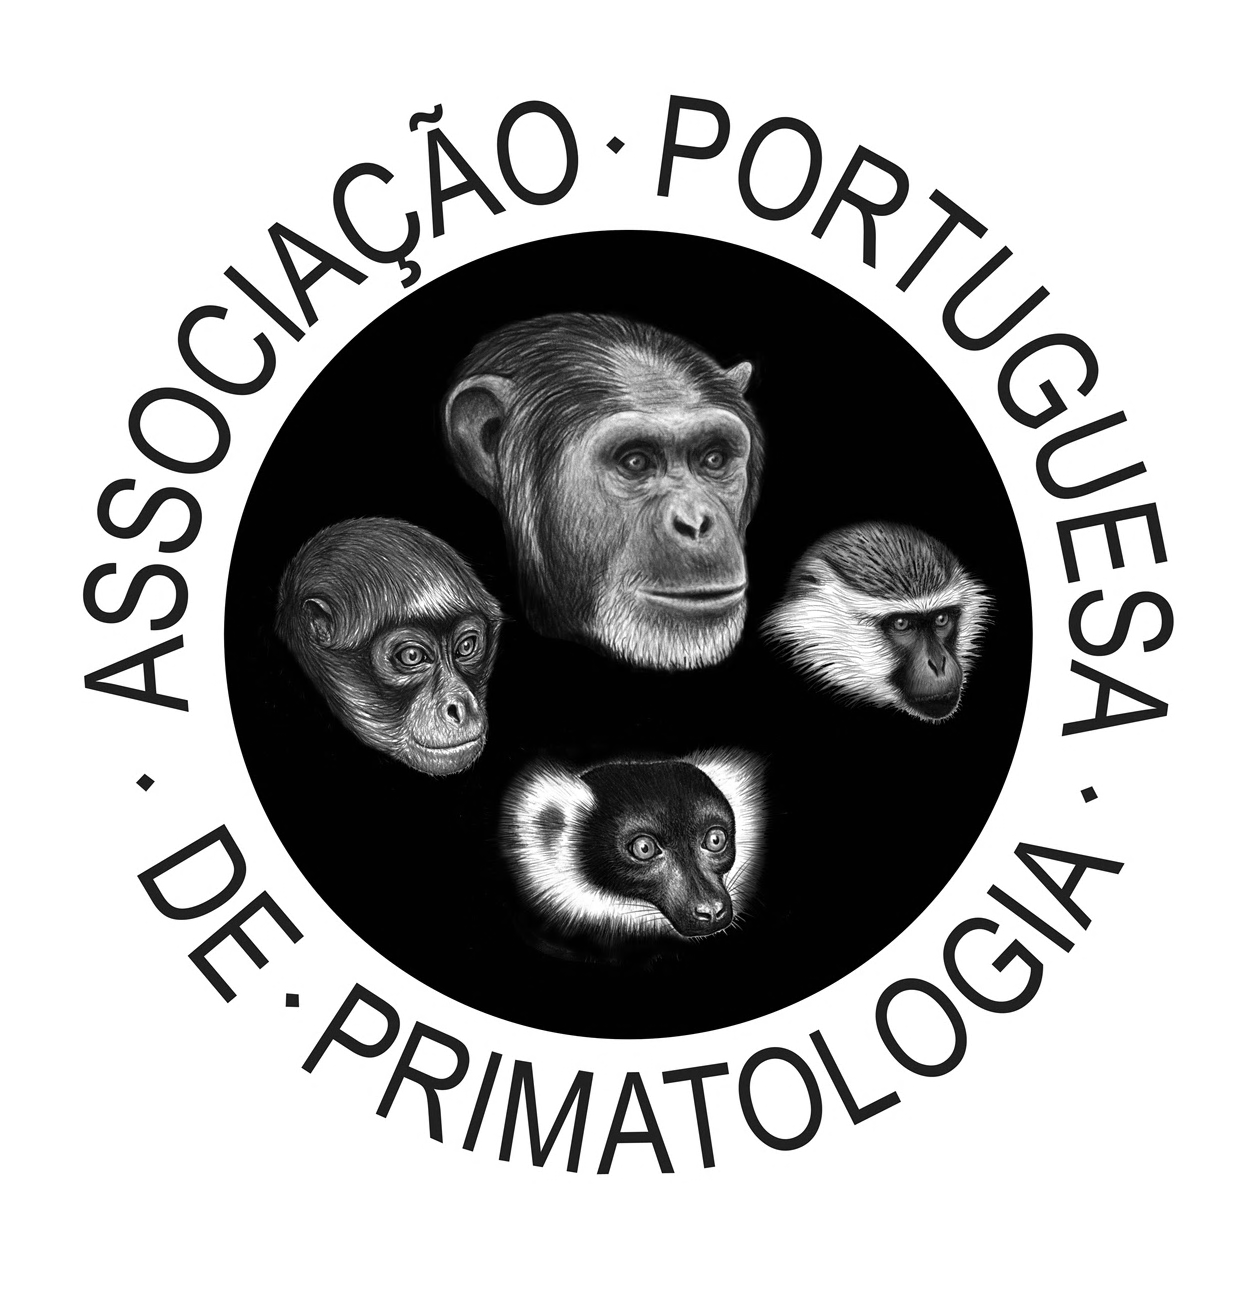 ASSOCIAÇÃO · PORTUGUESA · DE · PRIMATOLOGIA ·